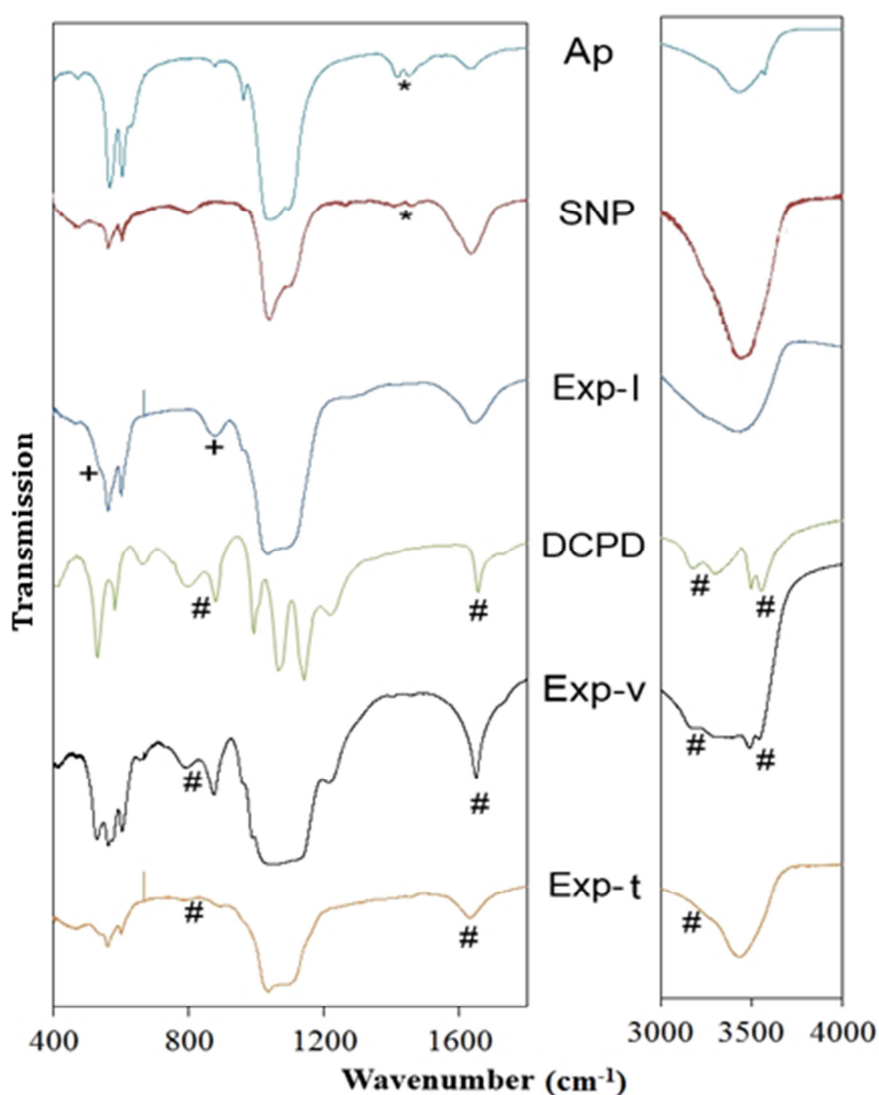 Ap
*
SNP
*
Exp-l
+
+
DCPD
#
#
#
#
Exp-v
#
#
#
#
Exp-t
#
#
#
Transmission
400 800 1200 1600 3000 3500 4000
Wavenumber (cm-1)